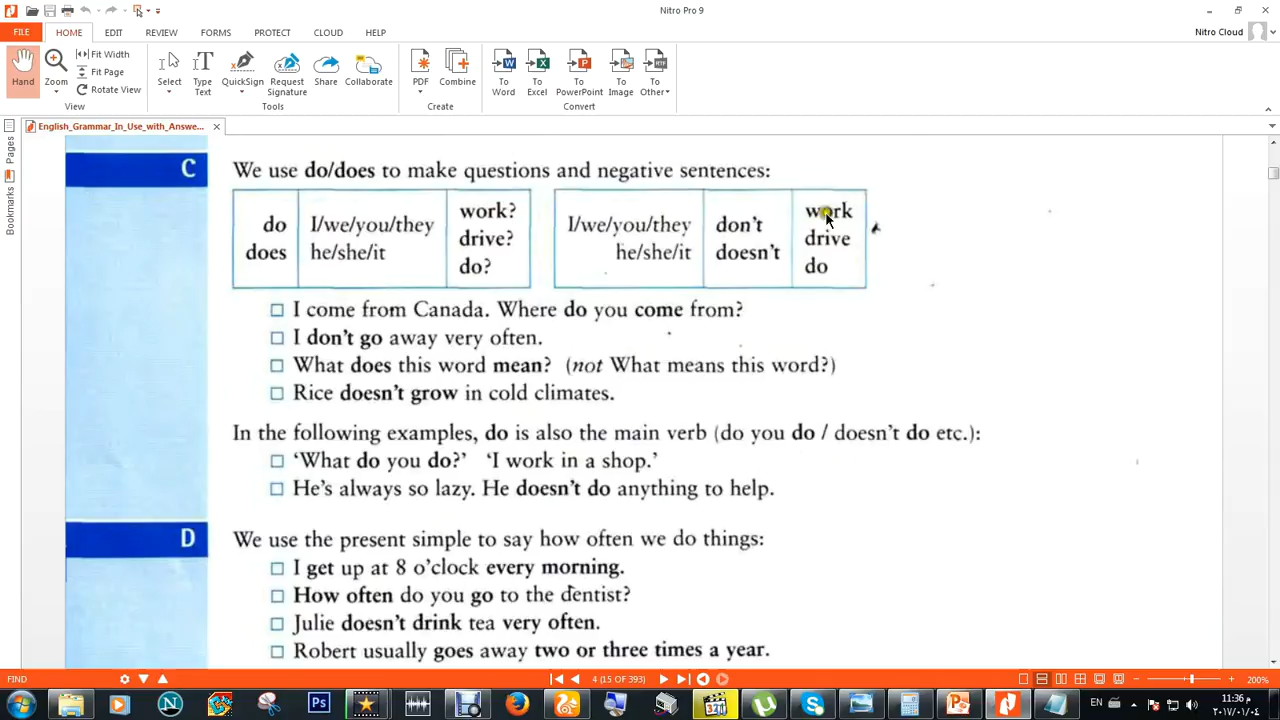 Nitro Pro 9
FILE HOME EDIT REVIEW FORMS PROTECT CLOUD HELP
Nitro Cloud
Hand
Zoom
Fit Width
Fit Page
Rotate View
View
Select
Type Text
QuickSign
Request Signature
Share
Collaborate
Tools
PDF
Combine
Create
To Word
To Excel
To PowerPoint
To Image
To Other
Convert
English_Grammar_In_Use_with_Answe...
Pages
Bookmarks
C
We use do/does to make questions and negative sentences:
do
does
I/we/you/they
he/she/it
work?
drive?
do?
I/we/you/they
he/she/it
don't
doesn't
work
drive
do
I come from Canada. Where do you come from?
I don't go away very often.
What does this word mean? (not What means this word?)
Rice doesn't grow in cold climates.
In the following examples, do is also the main verb (do you do / doesn't do etc.):
'What do you do?' 'I work in a shop.'
He's always so lazy. He doesn't do anything to help.
D
We use the present simple to say how often we do things:
I get up at 8 o'clock every morning.
How often do you go to the dentist?
Julie doesn't drink tea very often.
Robert usually goes away two or three times a year.
FIND
4 (15 OF 393)
200%
Ps
321
EN
11:36 م
٢٠١٧/٠١/٠٤